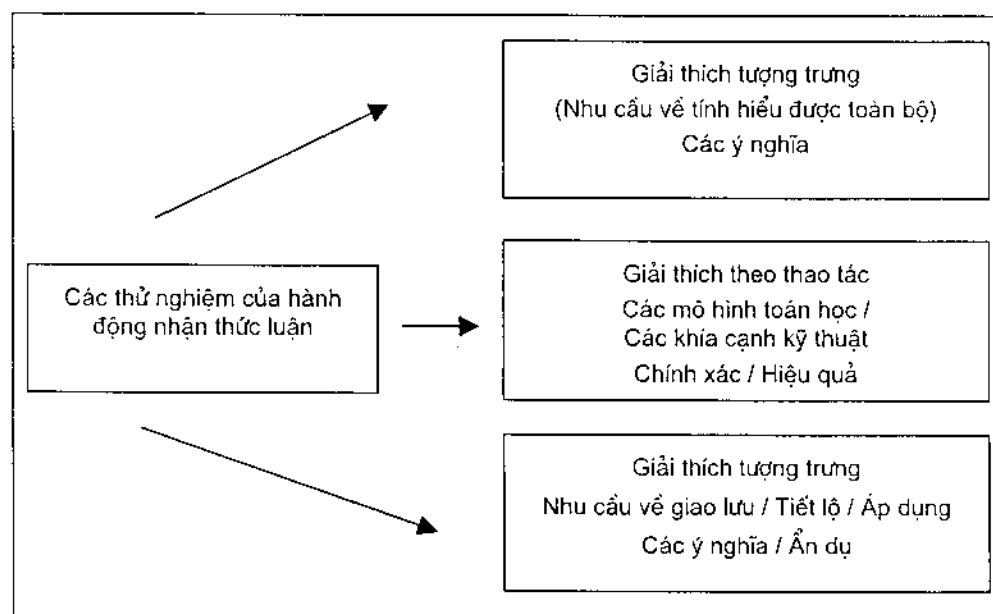 Giải thích tượng trưng
(Nhu cầu về tính hiểu được toàn bộ)
Các ý nghĩa
Các thử nghiệm của hành
động nhận thức luận
Giải thích theo thao tác
Các mô hình toán học /
Các khía cạnh kỹ thuật
Chính xác / Hiệu quả
Giải thích tượng trưng
Nhu cầu về giao lưu / Tiết lộ / Áp dụng
Các ý nghĩa / Ẩn dụ